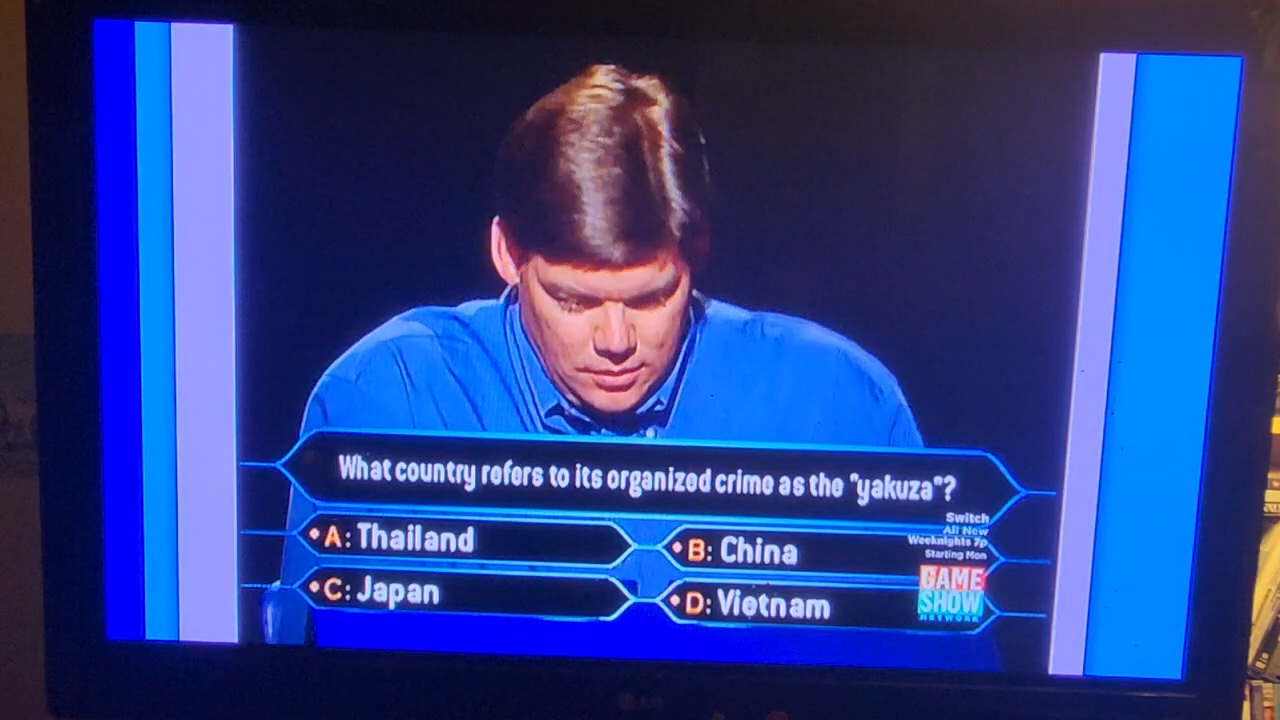 What country refers to its organized crime as the "yakuza"?
A: Thailand
B: China
C: Japan
D: Vietnam
Switch
All New
Weeknights 7p
Starting Mon
GAME
SHOW
NETWORK
LG